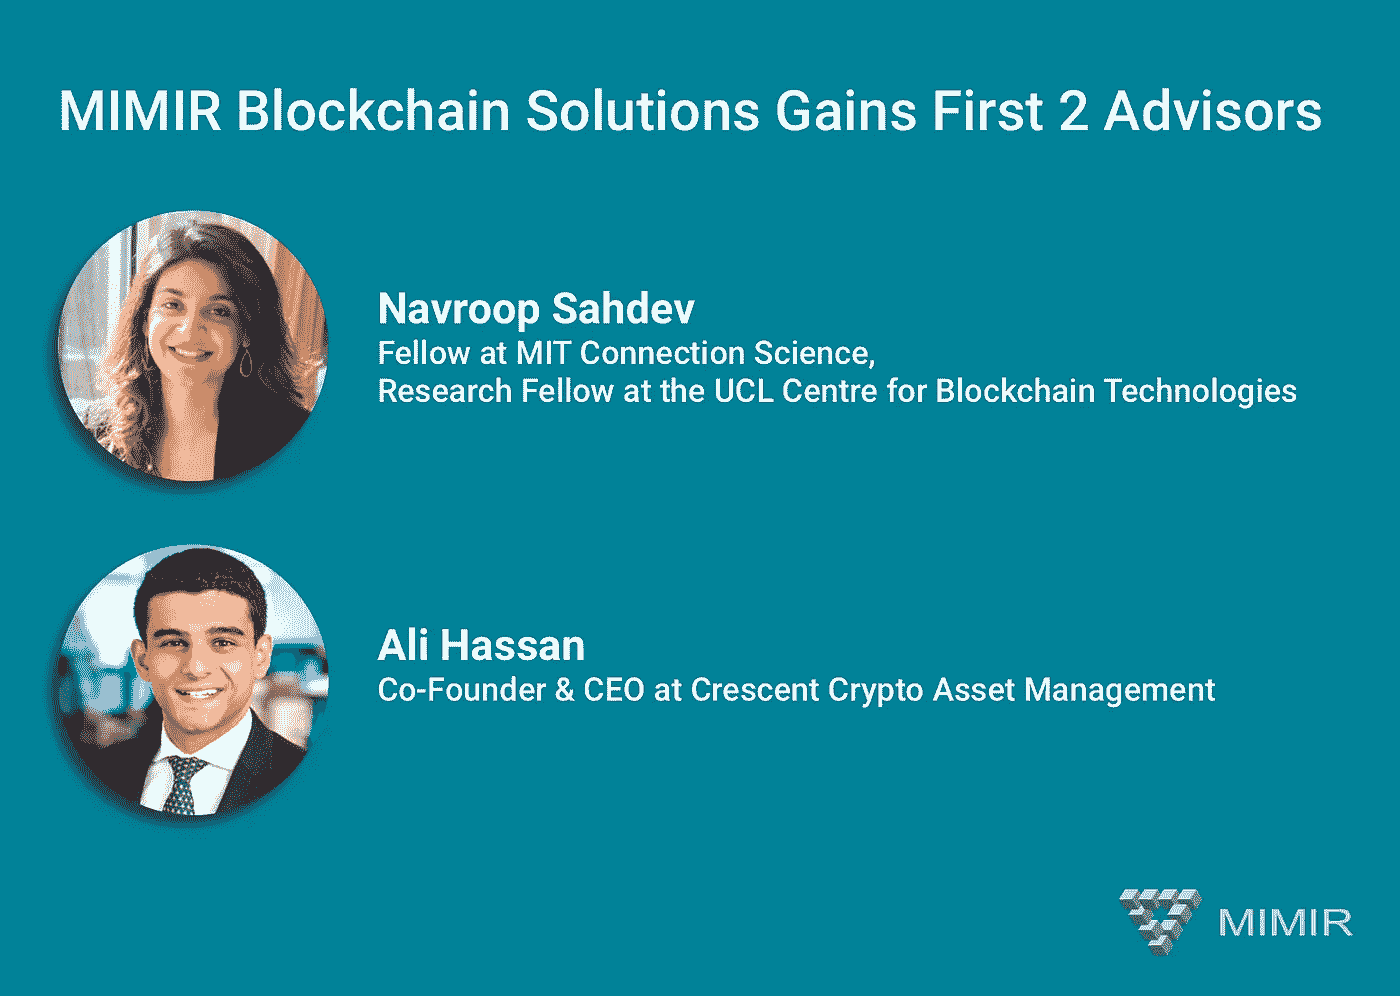 MIMIR Blockchain Solutions Gains First 2 Advisors
Navroop Sahdev
Fellow at MIT Connection Science,
Research Fellow at the UCL Centre for Blockchain Technologies
Ali Hassan
Co-Founder & CEO at Crescent Crypto Asset Management
MIMIR